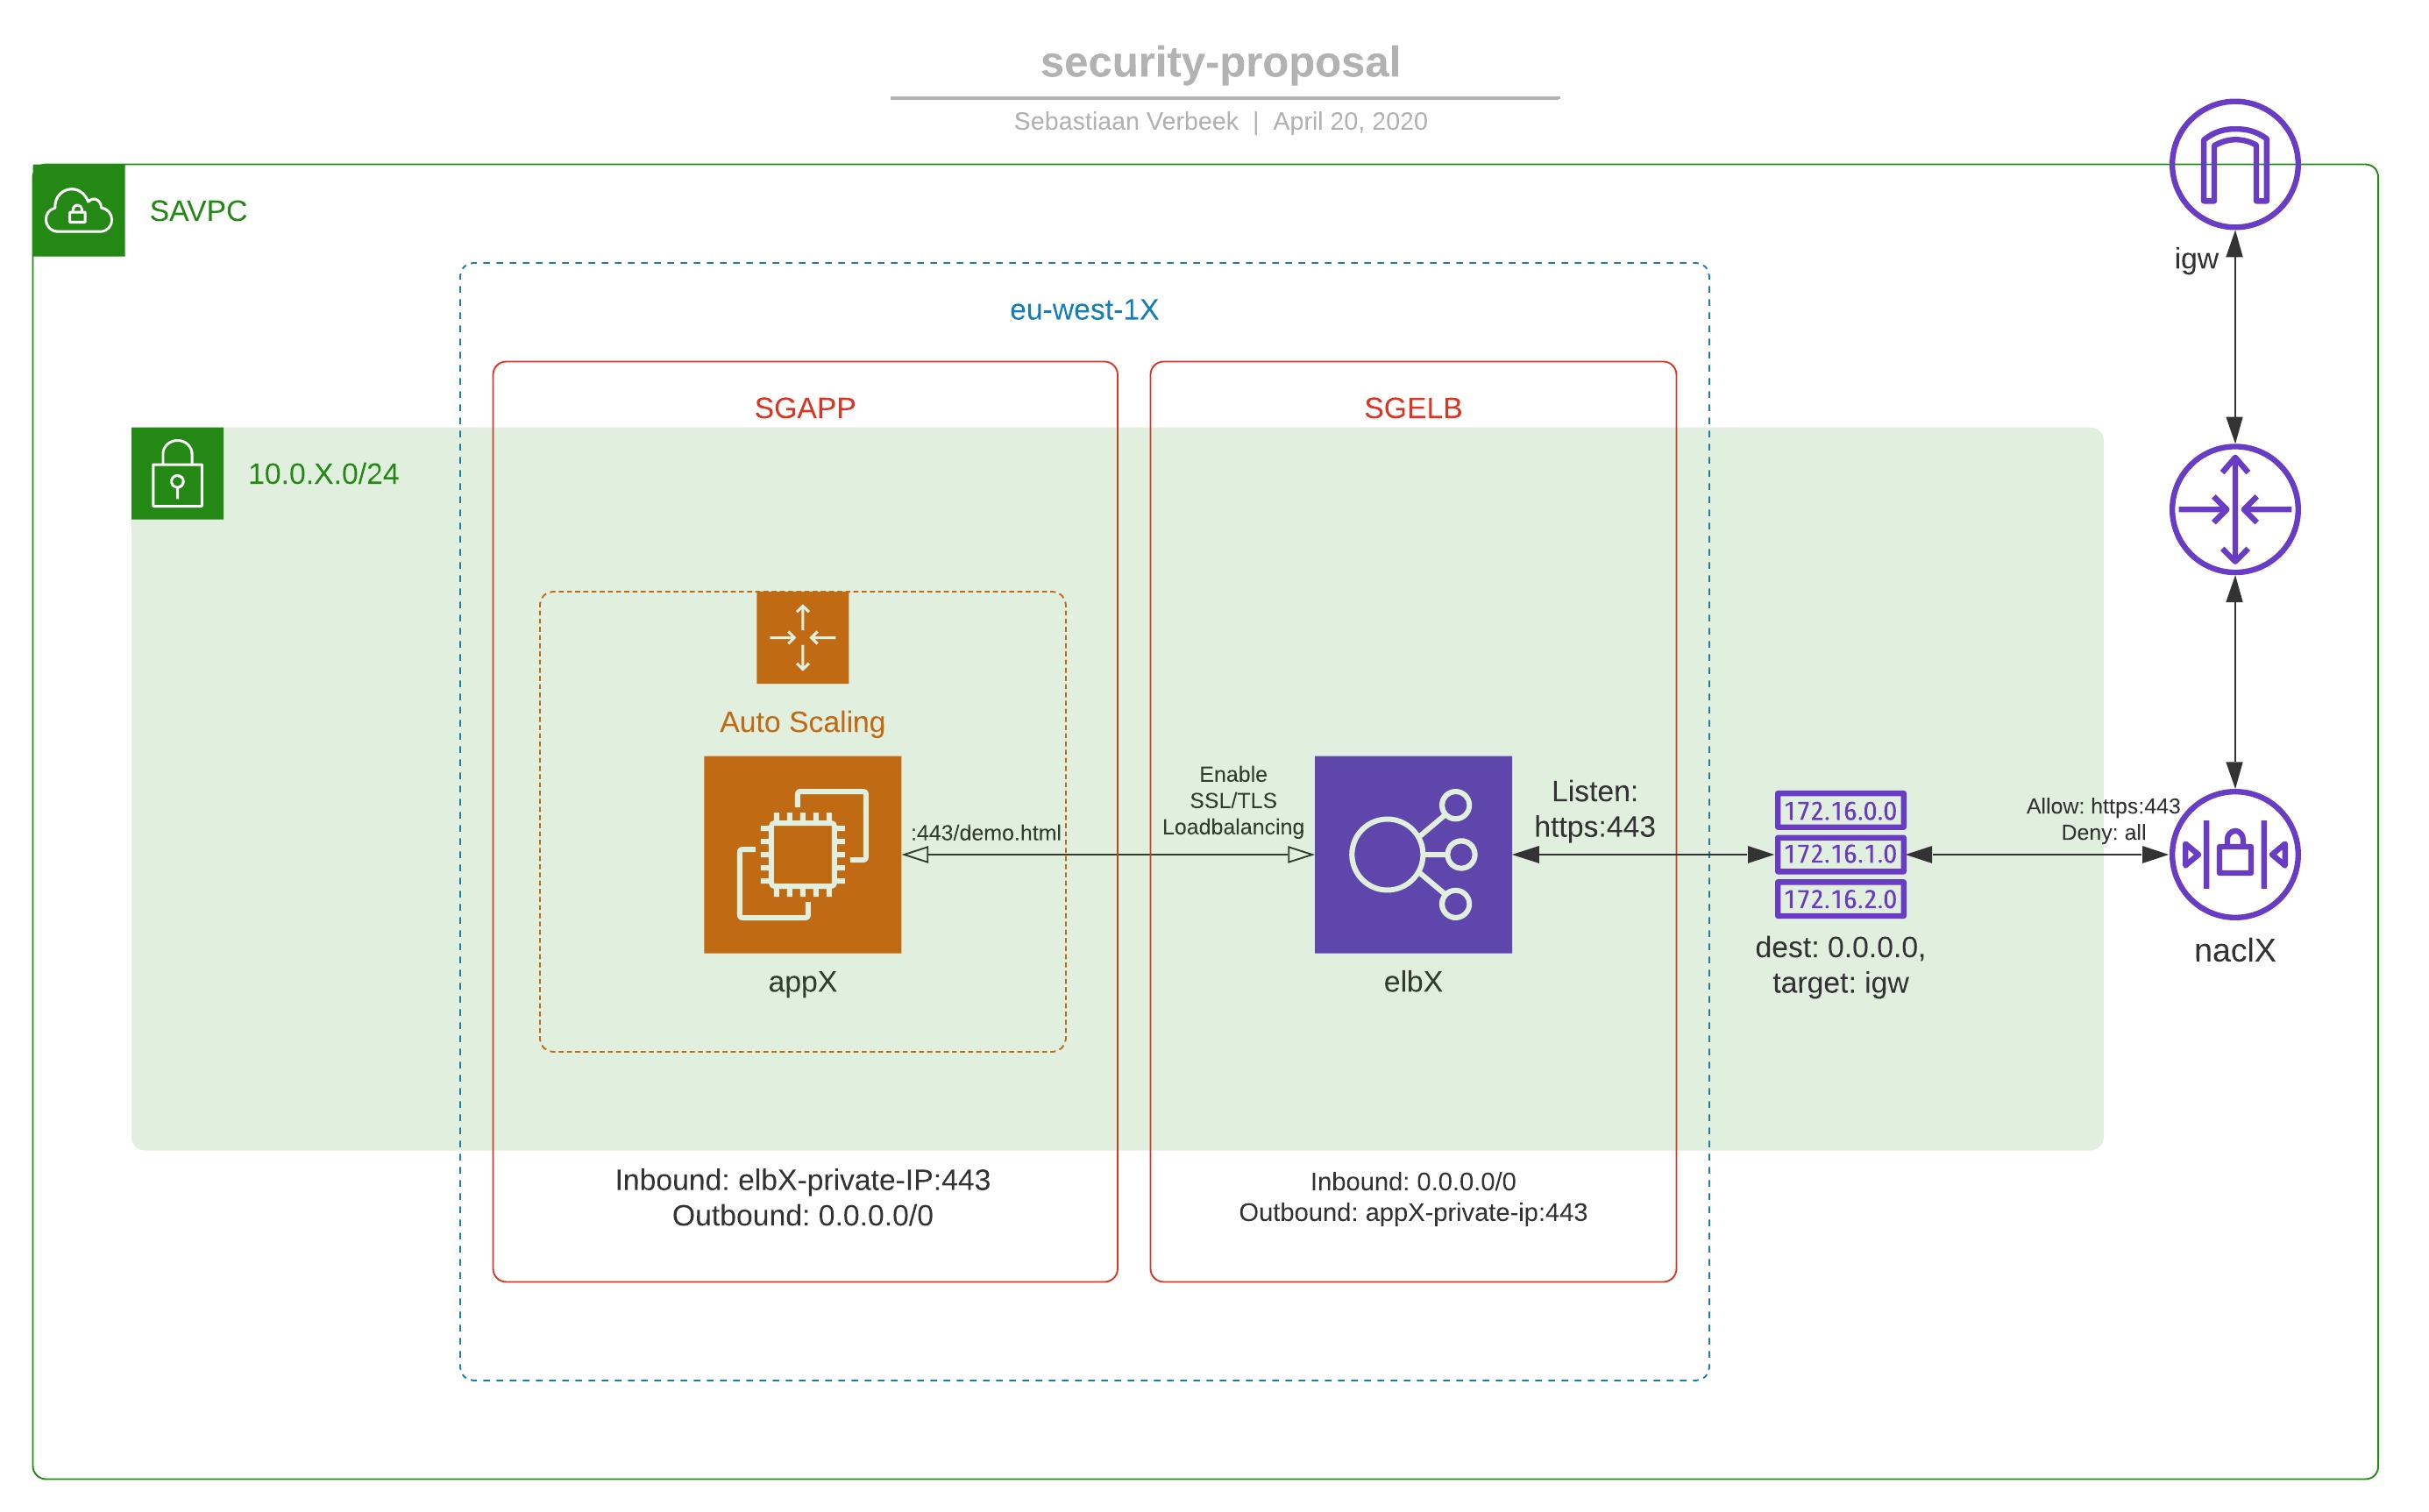 security-proposal
Sebastiaan Verbeek | April 20, 2020
SAVPC
igw
eu-west-1X
SGAPP
SGELB
10.0.X.0/24
Auto Scaling
Enable
SSL/TLS
Loadbalancing
:443/demo.html
Listen:
https:443
172.16.0.0
172.16.1.0
172.16.2.0
Allow: https:443
Deny: all
appX
elbX
dest: 0.0.0.0,
target: igw
naclX
Inbound: elbX-private-IP:443
Outbound: 0.0.0.0/0
Inbound: 0.0.0.0/0
Outbound: appX-private-ip:443